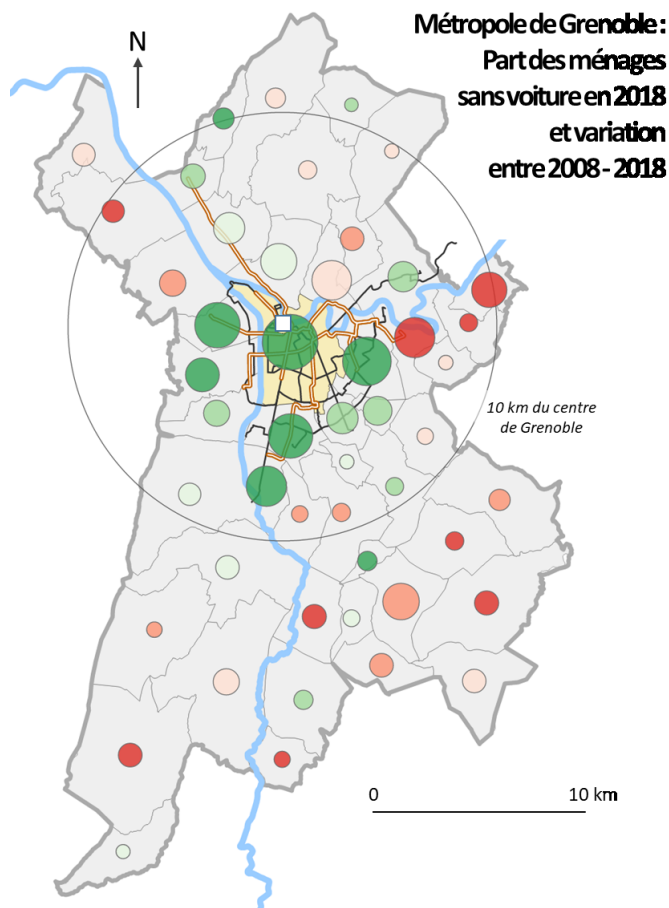 Métropole de Grenoble :
Part des ménages
sans voiture en 2018
et variation
entre 2008 - 2018
N
10 km du centre
de Grenoble
0 10 km